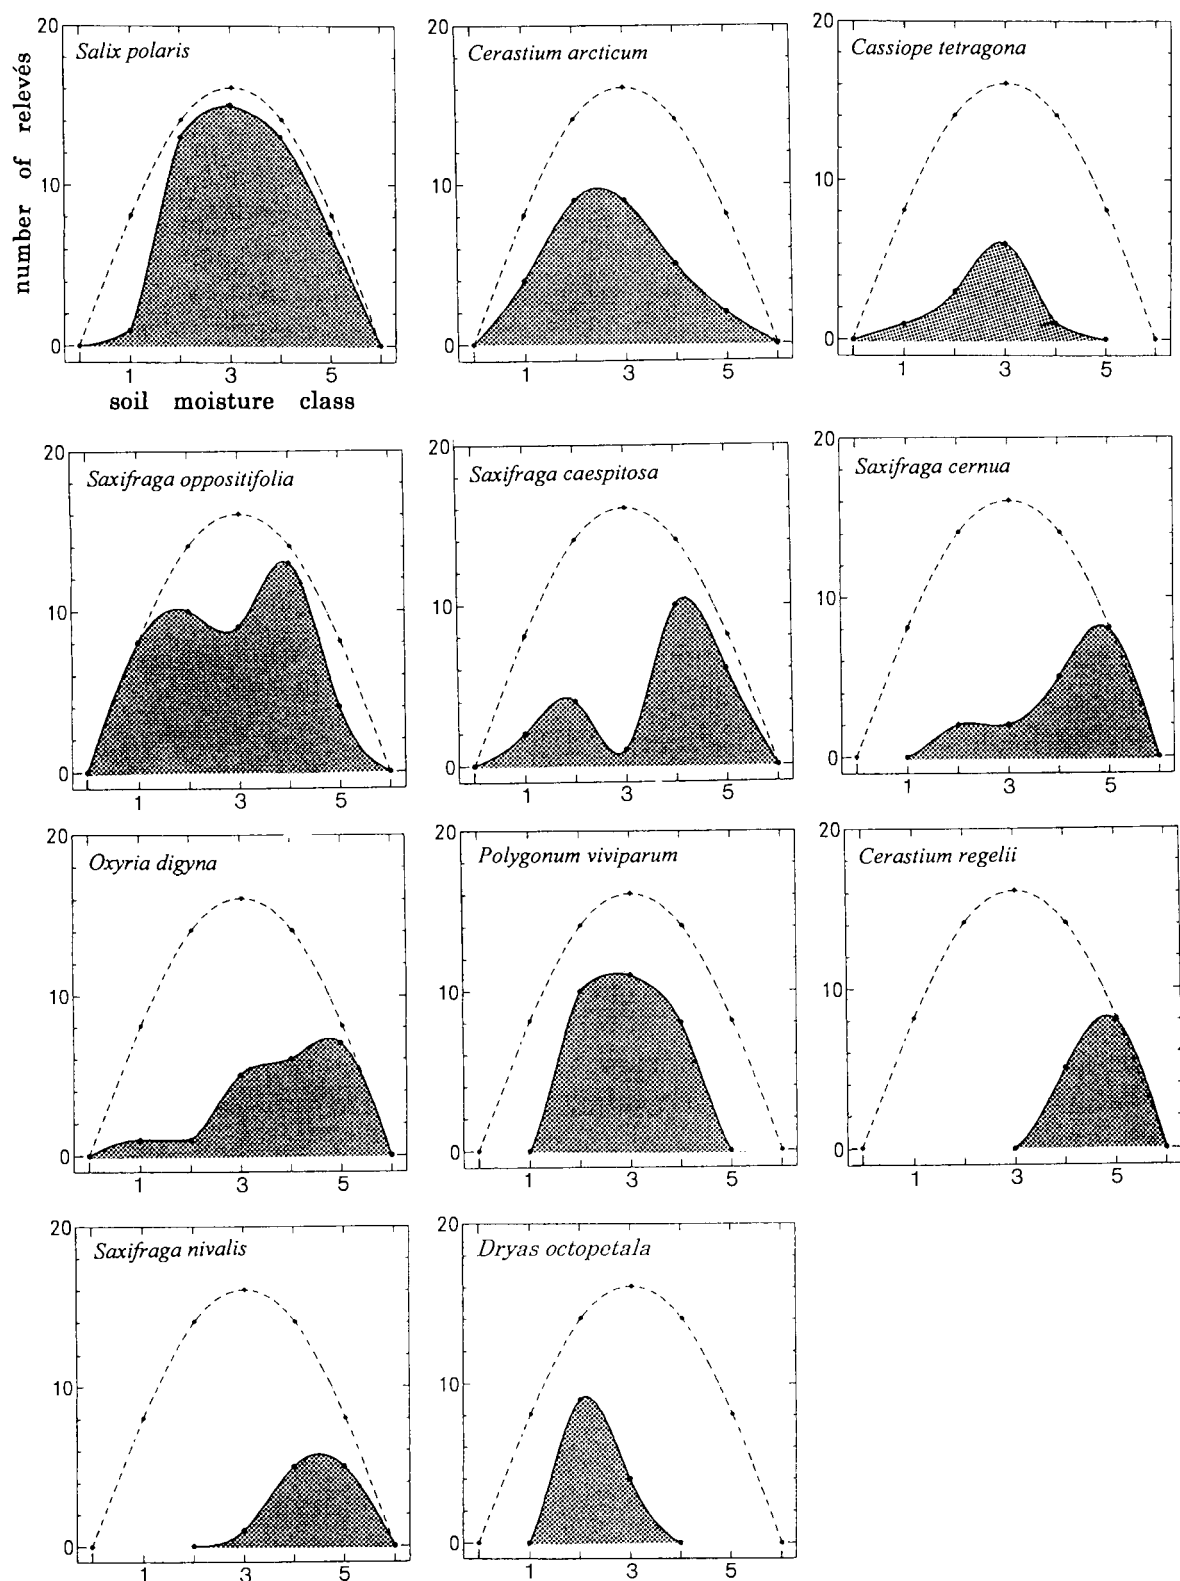 20
Salix polaris
number of relevés
10
0
1 3 5
soil moisture class
20
Cerastium arcticum
10
0
1 3 5
20
Cassiope tetragona
10
0
1 3 5
20
Saxifraga oppositifolia
10
0
1 3 5
20
Saxifraga caespitosa
10
0
1 3 5
20
Saxifraga cernua
10
0
1 3 5
20
Oxyria digyna
10
0
1 3 5
20
Polygonum viviparum
10
0
1 3 5
20
Cerastium regelii
10
0
1 3 5
20
Saxifraga nivalis
10
0
1 3 5
20
Dryas octopetala
10
0
1 3 5